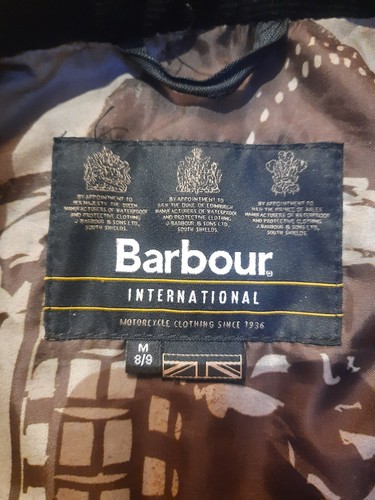 BY APPOINTMENT TO
HER MAJESTY THE QUEEN
MANUFACTURERS OF WATERPROOF
AND PROTECTIVE CLOTHING
J. BARBOUR & SONS LTD.
SOUTH SHIELDS.
BY APPOINTMENT TO
HRH THE DUKE OF EDINBURGH
MANUFACTURERS OF WATERPROOF
AND PROTECTIVE CLOTHING
J. BARBOUR & SONS LTD.
SOUTH SHIELDS.
BY APPOINTMENT TO
HRH THE PRINCE OF WALES
MANUFACTURERS OF WATERPROOF
AND PROTECTIVE CLOTHING
J. BARBOUR & SONS LTD.
SOUTH SHIELDS.
Barbour®
INTERNATIONAL
MOTORCYCLE CLOTHING SINCE 1936
M
8/9